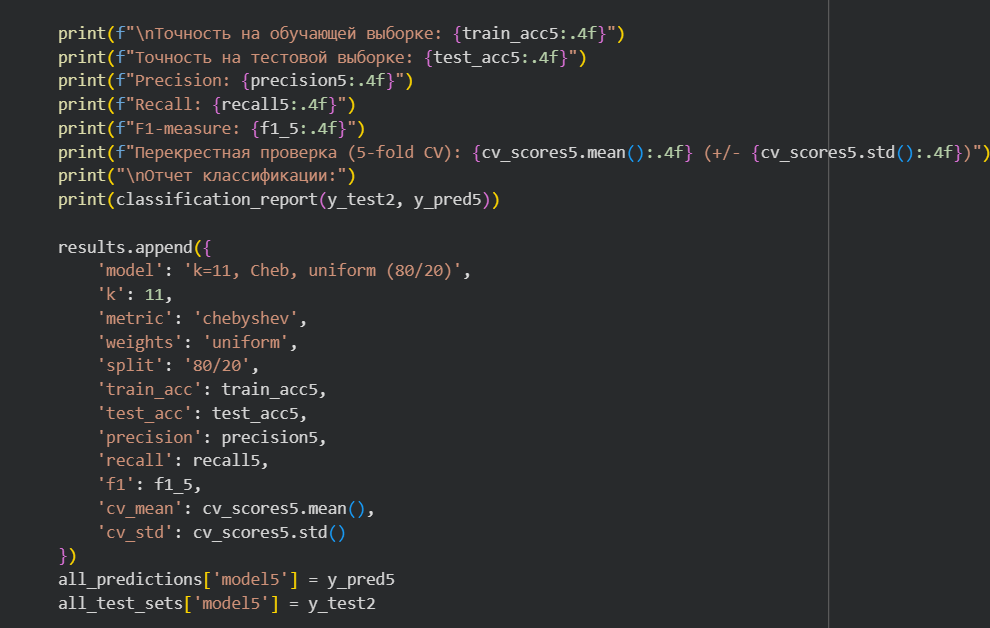 print(f"\nТочность на обучающей выборке: {train_acc5:.4f}")
print(f"Точность на тестовой выборке: {test_acc5:.4f}")
print(f"Precision: {precision5:.4f}")
print(f"Recall: {recall5:.4f}")
print(f"F1-measure: {f1_5:.4f}")
print(f"Перекрестная проверка (5-fold CV): {cv_scores5.mean():.4f} (+/- {cv_scores5.std():.4f})")
print("\nОтчет классификации:")
print(classification_report(y_test2, y_pred5))

results.append({
    'model': 'k=11, Cheb, uniform (80/20)',
    'k': 11,
    'metric': 'chebyshev',
    'weights': 'uniform',
    'split': '80/20',
    'train_acc': train_acc5,
    'test_acc': test_acc5,
    'precision': precision5,
    'recall': recall5,
    'f1': f1_5,
    'cv_mean': cv_scores5.mean(),
    'cv_std': cv_scores5.std()
})
all_predictions['model5'] = y_pred5
all_test_sets['model5'] = y_test2